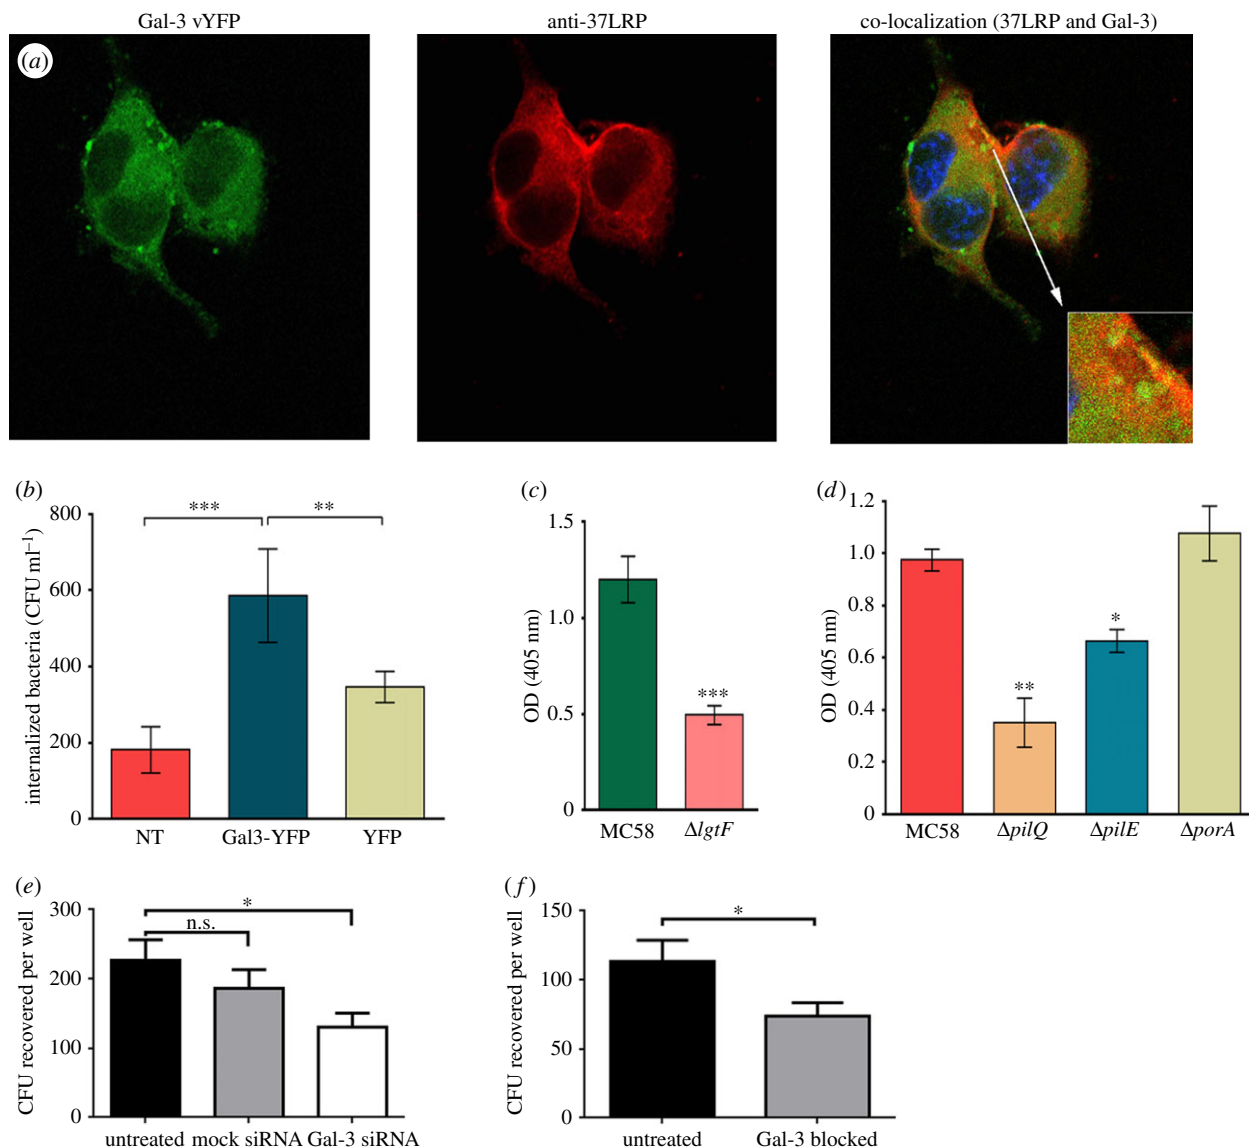 Gal-3 vYFP
anti-37LRP
co-localization (37LRP and Gal-3)
(a)
(b)
internalized bacteria (CFU ml⁻¹)
800
600
400
200
0
***
**
NT
Gal3-YFP
YFP
(c)
OD (405 nm)
1.5
1.0
0.5
0
***
MC58
ΔlgtF
(d)
OD (405 nm)
1.2
1.0
0.8
0.6
0.4
0.2
0
**
*
MC58
ΔpilQ
ΔpilE
ΔporA
(e)
CFU recovered per well
300
200
100
0
*
n.s.
untreated
mock siRNA
Gal-3 siRNA
(f)
CFU recovered per well
150
100
50
0
*
untreated
Gal-3 blocked